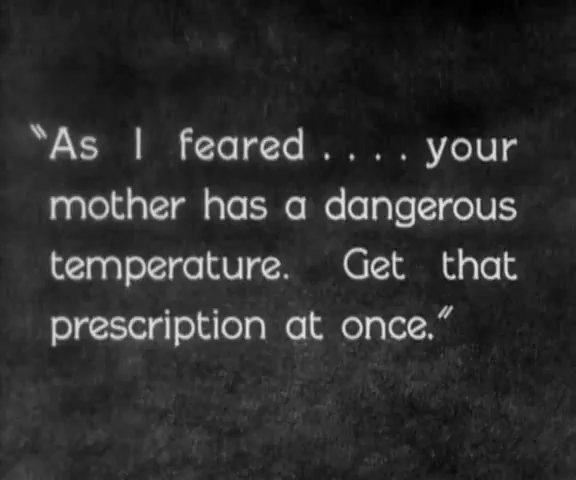 "As I feared.... your
mother has a dangerous
temperature. Get that
prescription at once."